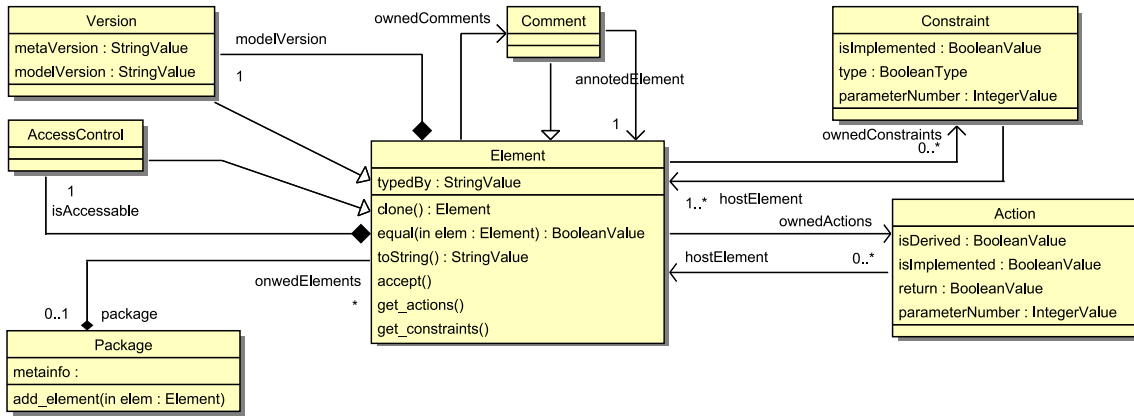 Version
metaVersion : StringValue
modelVersion : StringValue
modelVersion
1
ownedComments
Comment
annotedElement
1
Constraint
isImplemented : BooleanValue
type : BooleanType
parameterNumber : IntegerValue
ownedConstraints
0..*
AccessControl
1
isAccessable
Element
typedBy : StringValue
clone() : Element
equal(in elem : Element) : BooleanValue
toString() : StringValue
accept()
get_actions()
get_constraints()
1..*
hostElement
ownedActions
hostElement
0..*
Action
isDerived : BooleanValue
isImplemented : BooleanValue
return : BooleanValue
parameterNumber : IntegerValue
onwedElements
*
0..1
package
Package
metainfo :
add_element(in elem : Element)